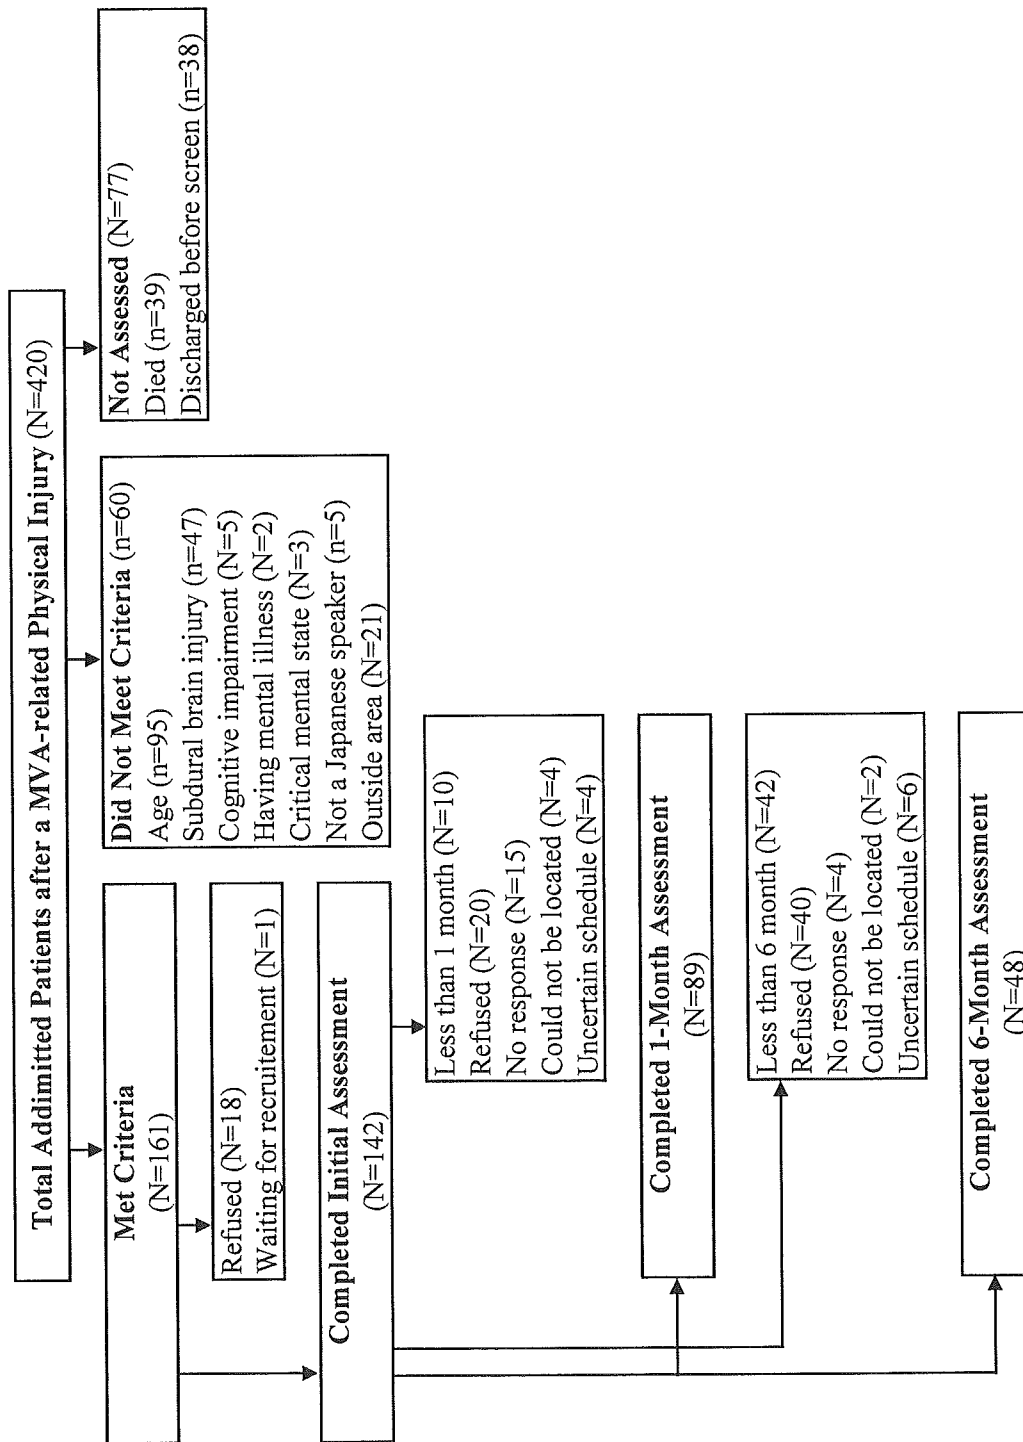 Total Addimitted Patients after a MVA-related Physical Injury (N=420)
Met Criteria
(N=161)
Did Not Meet Criteria (n=60)
Age (n=95)
Subdural brain injury (n=47)
Cognitive impairment (N=5)
Having mental illness (N=2)
Critical mental state (N=3)
Not a Japanese speaker (n=5)
Outside area (N=21)
Not Assessed (N=77)
Died (n=39)
Discharged before screen (n=38)
Refused (N=18)
Waiting for recruitement (N=1)
Completed Initial Assessment
(N=142)
Less than 1 month (N=10)
Refused (N=20)
No response (N=15)
Could not be located (N=4)
Uncertain schedule (N=4)
Completed 1-Month Assessment
(N=89)
Less than 6 month (N=42)
Refused (N=40)
No response (N=4)
Could not be located (N=2)
Uncertain schedule (N=6)
Completed 6-Month Assessment
(N=48)